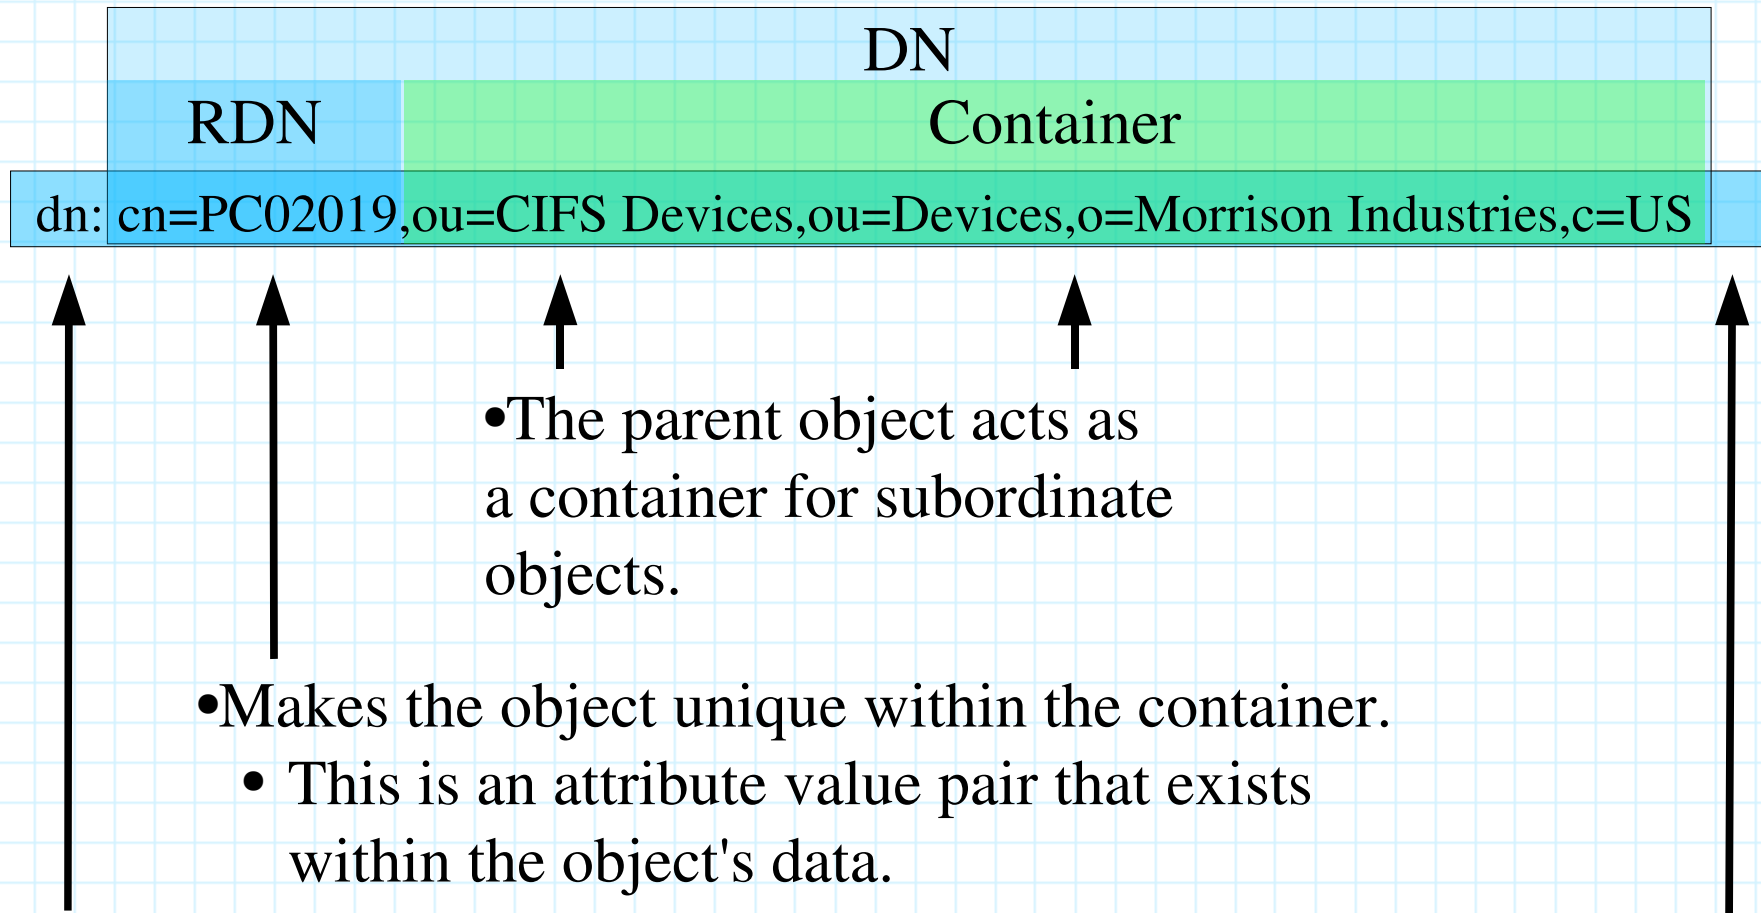 DN
RDN Container
dn: cn=PC02019,ou=CIFS Devices,ou=Devices,o=Morrison Industries,c=US
•The parent object acts as
a container for subordinate
objects.
•Makes the object unique within the container.
• This is an attribute value pair that exists
within the object's data.